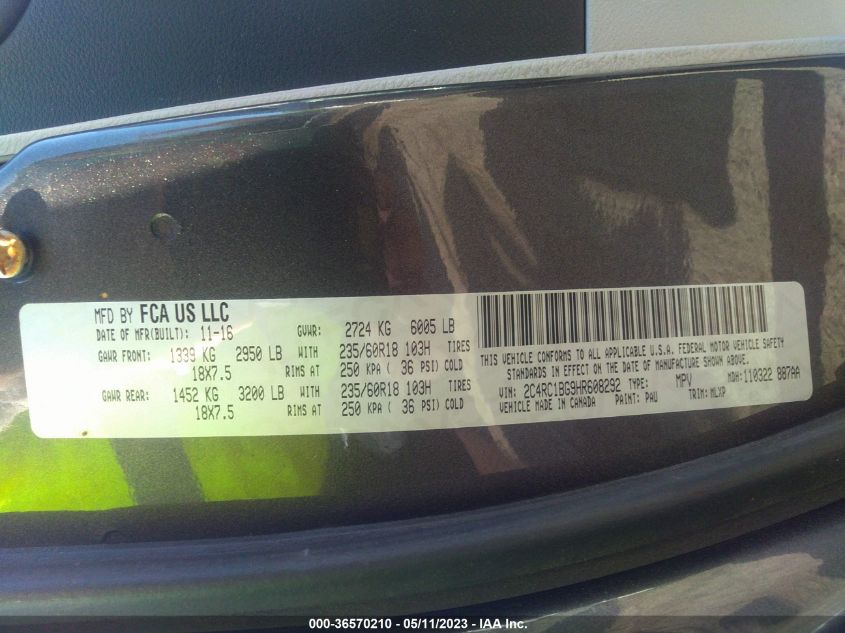 MFD BY FCA US LLC
DATE OF MFR(BUILT): 11-16 GVWR: 2724 KG 6005 LB
GAWR FRONT: 1339 KG 2950 LB WITH 235/60R18 103H TIRES
18X7.5 RIMS AT 250 KPA ( 36 PSI) COLD
GAWR REAR: 1452 KG 3200 LB WITH 235/60R18 103H TIRES
18X7.5 RIMS AT 250 KPA ( 36 PSI) COLD
THIS VEHICLE CONFORMS TO ALL APPLICABLE U.S.A. FEDERAL MOTOR VEHICLE SAFETY
STANDARDS IN EFFECT ON THE DATE OF MANUFACTURE SHOWN ABOVE.
VIN: 2C4RC1BG9HR608292 TYPE: MPV MDH: 110322 887AA
VEHICLE MADE IN CANADA PAINT: PAU TRIM: MLXP
000-36570210 - 05/11/2023 - IAA Inc.